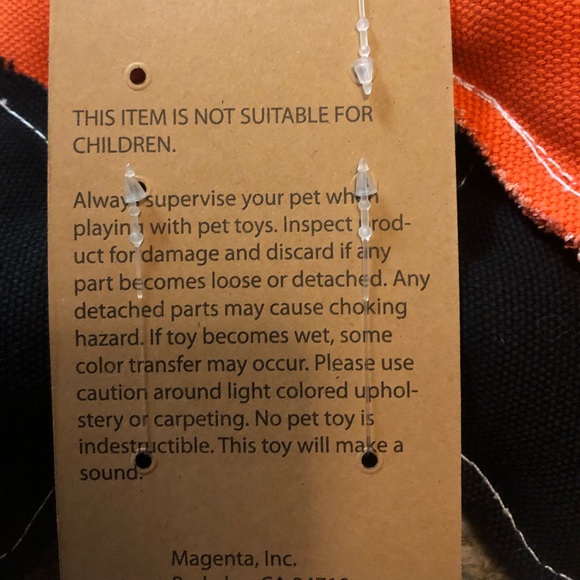 THIS ITEM IS NOT SUITABLE FOR
CHILDREN.
Always supervise your pet when
playing with pet toys. Inspect prod-
uct for damage and discard if any
part becomes loose or detached. Any
detached parts may cause choking
hazard. If toy becomes wet, some
color transfer may occur. Please use
caution around light colored uphol-
stery or carpeting. No pet toy is
indestructible. This toy will make a
sound.
Magenta, Inc.